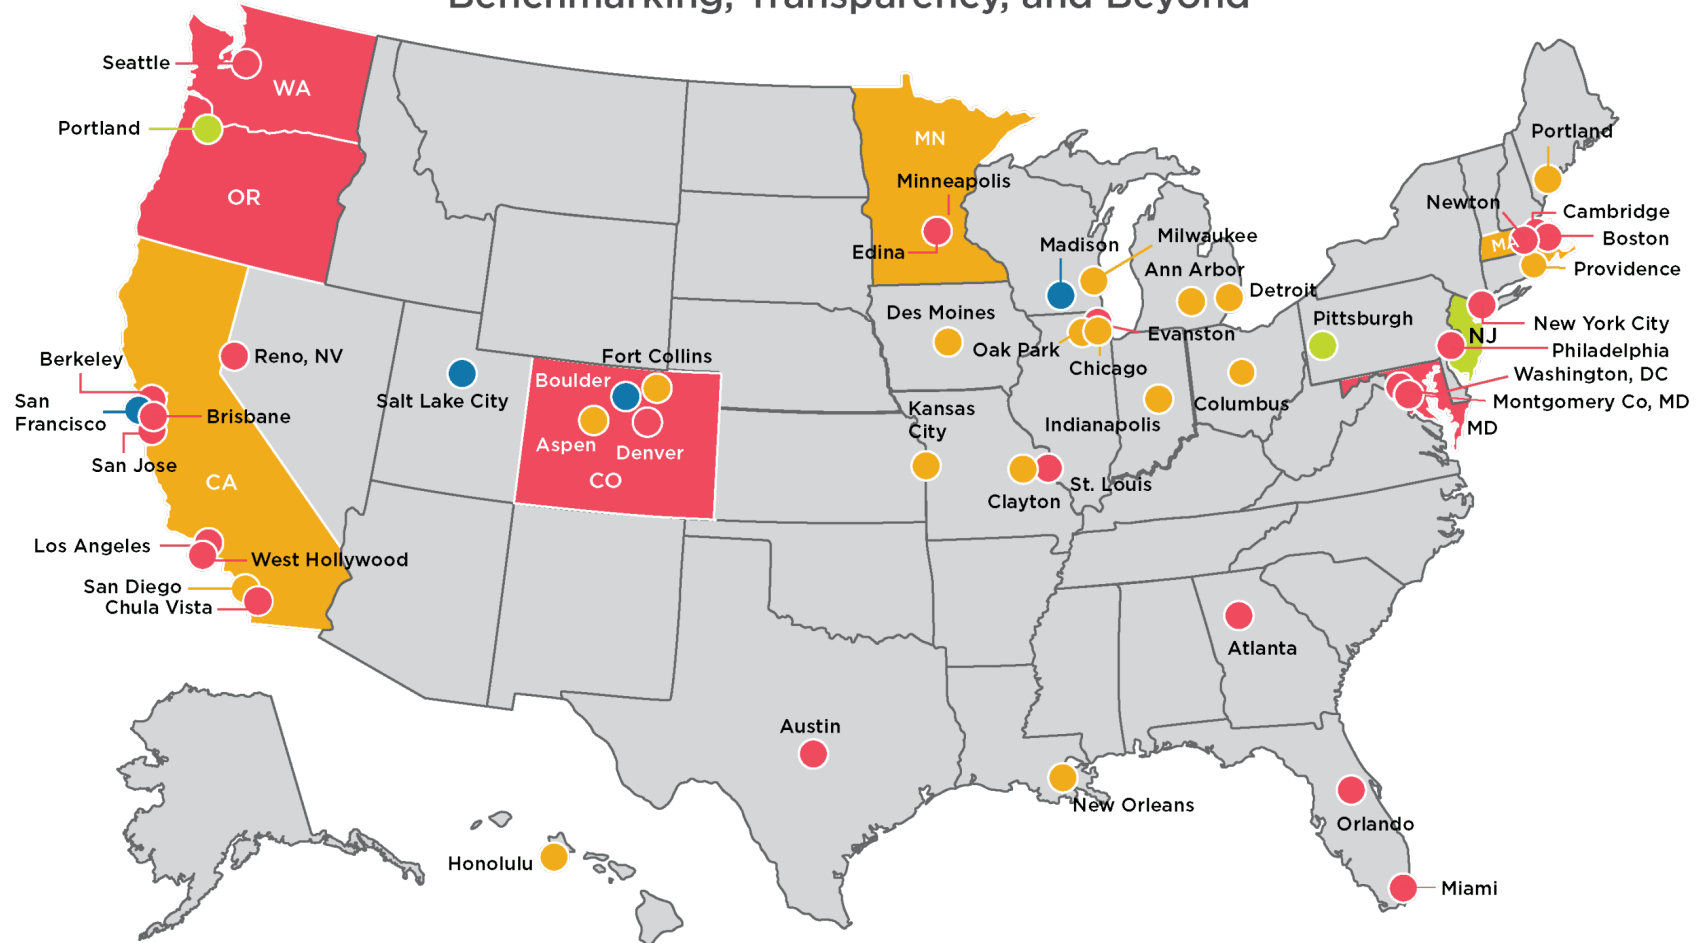 Benchmarking, Transparency, and Beyond
Seattle
WA
Portland
OR
MN
Minneapolis
Edina
Portland
Newton
Cambridge
Boston
MA
Providence
Madison
Milwaukee
Ann Arbor
Detroit
Des Moines
Oak Park
Evanston
Chicago
Pittsburgh
New York City
NJ
Philadelphia
Washington, DC
Montgomery Co, MD
MD
Berkeley
Reno, NV
San
Francisco
Brisbane
San Jose
CA
Salt Lake City
Fort Collins
Boulder
Aspen
Denver
CO
Kansas
City
Indianapolis
Columbus
Clayton
St. Louis
Los Angeles
West Hollywood
San Diego
Chula Vista
Atlanta
Austin
New Orleans
Orlando
Honolulu
Miami